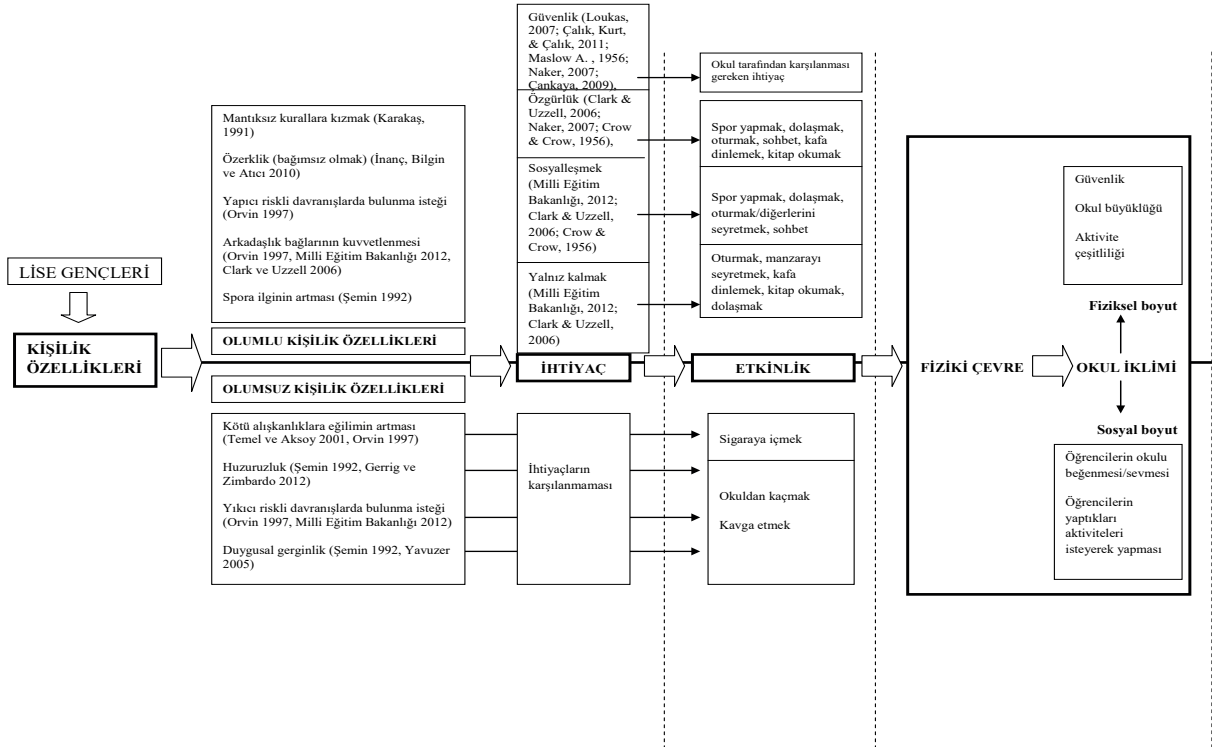 LİSE GENÇLERİ
KİŞİLİK
ÖZELLİKLERİ
Mantıksız kurallara kızmak (Karakaş,
1991)
Özerklik (bağımsız olmak) (İnanç, Bilgin
ve Atıcı 2010)
Yapıcı riskli davranışlarda bulunma isteği
(Orvin 1997)
Arkadaşlık bağlarının kuvvetlenmesi
(Orvin 1997, Milli Eğitim Bakanlığı 2012,
Clark ve Uzzell 2006)
Spora ilginin artması (Şemin 1992)
OLUMLU KİŞİLİK ÖZELLİKLERİ
OLUMSUZ KİŞİLİK ÖZELLİKLERİ
Kötü alışkanlıklara eğilimin artması
(Temel ve Aksoy 2001, Orvin 1997)
Huzuruzluk (Şemin 1992, Gerrig ve
Zimbardo 2012)
Yıkıcı riskli davranışlarda bulunma isteği
(Orvin 1997, Milli Eğitim Bakanlığı 2012)
Duygusal gerginlik (Şemin 1992, Yavuzer
2005)
Güvenlik (Loukas,
2007; Çalık, Kurt,
& Çalık, 2011;
Maslow A. , 1956;
Naker, 2007;
Çankaya, 2009),
Özgürlük (Clark &
Uzzell, 2006;
Naker, 2007; Crow
& Crow, 1956),
Sosyalleşmek
(Milli Eğitim
Bakanlığı, 2012;
Clark & Uzzell,
2006; Crow &
Crow, 1956)
Yalnız kalmak
(Milli Eğitim
Bakanlığı, 2012;
Clark & Uzzell,
2006)
İHTİYAÇ
İhtiyaçların
karşılanmaması
Okul tarafından karşılanması
gereken ihtiyaç
Spor yapmak, dolaşmak,
oturmak, sohbet, kafa
dinlemek, kitap okumak
Spor yapmak, dolaşmak,
oturmak/diğerlerini
seyretmek, sohbet
Oturmak, manzarayı
seyretmek, kafa
dinlemek, kitap okumak,
dolaşmak
ETKİNLİK
Sigaraya içmek
Okuldan kaçmak
Kavga etmek
FİZİKİ ÇEVRE
Güvenlik
Okul büyüklüğü
Aktivite
çeşitliliği
Fiziksel boyut
OKUL İKLİMİ
Sosyal boyut
Öğrencilerin okulu
beğenmesi/sevmesi
Öğrencilerin
yaptıkları
aktiviteleri
isteyerek yapması